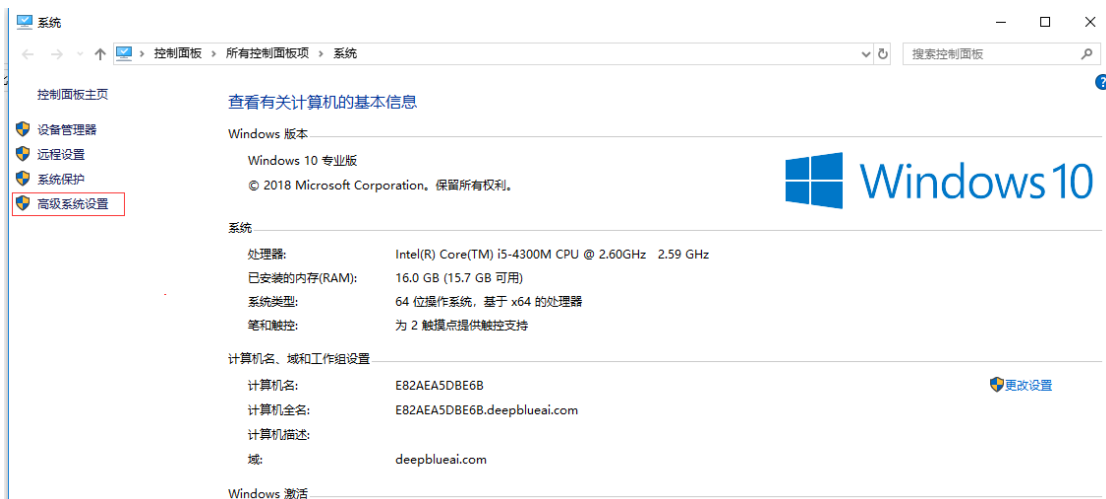 系统
控制面板 › 所有控制面板项 › 系统
搜索控制面板
控制面板主页
设备管理器
远程设置
系统保护
高级系统设置
查看有关计算机的基本信息
Windows 版本
Windows 10 专业版
© 2018 Microsoft Corporation。保留所有权利。
Windows 10
系统
处理器: Intel(R) Core(TM) i5-4300M CPU @ 2.60GHz 2.59 GHz
已安装的内存(RAM): 16.0 GB (15.7 GB 可用)
系统类型: 64 位操作系统，基于 x64 的处理器
笔和触控: 为 2 触摸点提供触控支持
计算机名、域和工作组设置
计算机名: E82AEA5DBE6B
更改设置
计算机全名: E82AEA5DBE6B.deepblueai.com
计算机描述:
域: deepblueai.com
Windows 激活